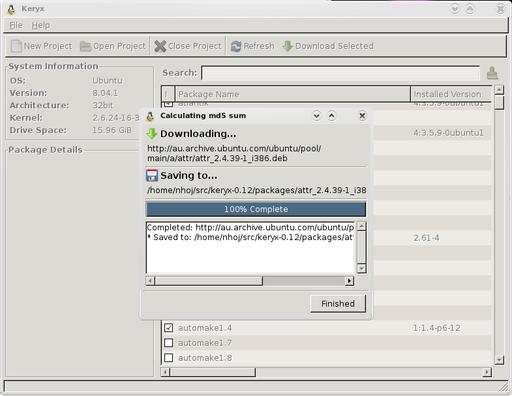 Keryx
File Help
New Project Open Project Close Project Refresh Download Selected
System Information
OS: Ubuntu
Version: 8.04.1
Architecture: 32bit
Kernel: 2.6.24-16-3
Drive Space: 15.96 GiB
Package Details
Search:
Package Name Installed Version
atlantik 4:3.5.9-0ubuntu1
4:3.5.9-0ubuntu1
2.61-4
automake1.4 1:1.4-p6-12
automake1.7
automake1.8
Calculating md5 sum
Downloading...
http://au.archive.ubuntu.com/ubuntu/pool/
main/a/attr/attr_2.4.39-1_i386.deb
Saving to...
/home/nhoj/src/keryx-0.12/packages/attr_2.4.39-1_i38
100% Complete
Completed: http://au.archive.ubuntu.com/ubuntu/p
* Saved to: /home/nhoj/src/keryx-0.12/packages/at
Finished